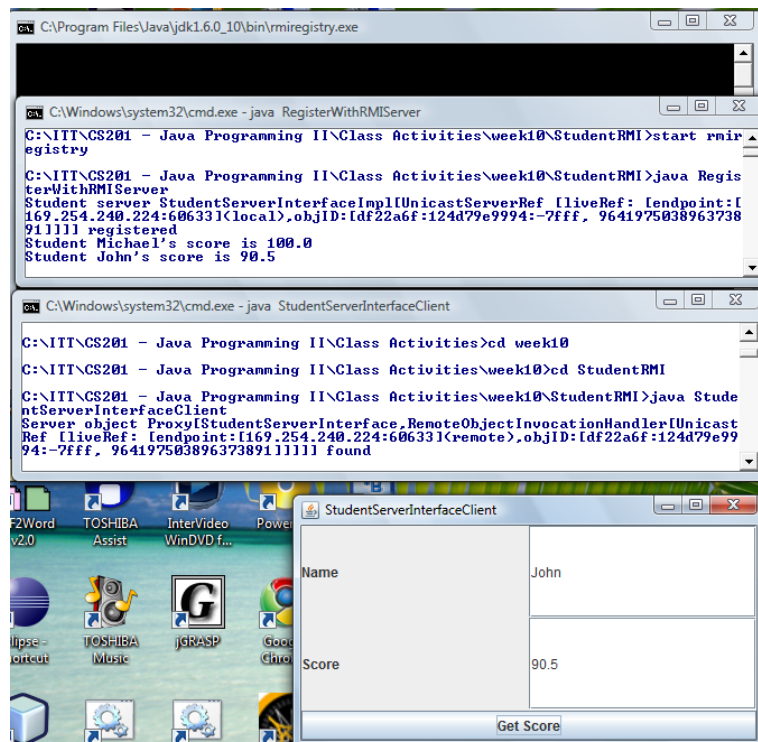 C:\Program Files\Java\jdk1.6.0_10\bin\rmiregistry.exe
C:\Windows\system32\cmd.exe - java RegisterWithRMIServer
C:\ITT\CS201 - Java Programming II\Class Activities\week10\StudentRMI>start rmir
egistry
C:\ITT\CS201 - Java Programming II\Class Activities\week10\StudentRMI>java Regis
terWithRMIServer
Student server StudentServerInterfaceImpl[UnicastServerRef [liveRef: [endpoint:[
169.254.240.224:60633](local),objID:[df22a6f:124d79e9994:-7fff, 9641975038963738
91]]]] registered
Student Michael's score is 100.0
Student John's score is 90.5
C:\Windows\system32\cmd.exe - java StudentServerInterfaceClient
C:\ITT\CS201 - Java Programming II\Class Activities>cd week10
C:\ITT\CS201 - Java Programming II\Class Activities\week10>cd StudentRMI
C:\ITT\CS201 - Java Programming II\Class Activities\week10\StudentRMI>java Stude
ntServerInterfaceClient
Server object Proxy[StudentServerInterface,RemoteObjectInvocationHandler[Unicast
Ref [liveRef: [endpoint:[169.254.240.224:60633](remote),objID:[df22a6f:124d79e99
94:-7fff, 964197503896373891]]]]] found
F2Word
v2.0
TOSHIBA
Assist
InterVideo
WinDVD f...
Power
lipse -
ortcut
TOSHIBA
Music
jGRASP
Goog
Chro
StudentServerInterfaceClient
Name
John
Score
90.5
Get Score